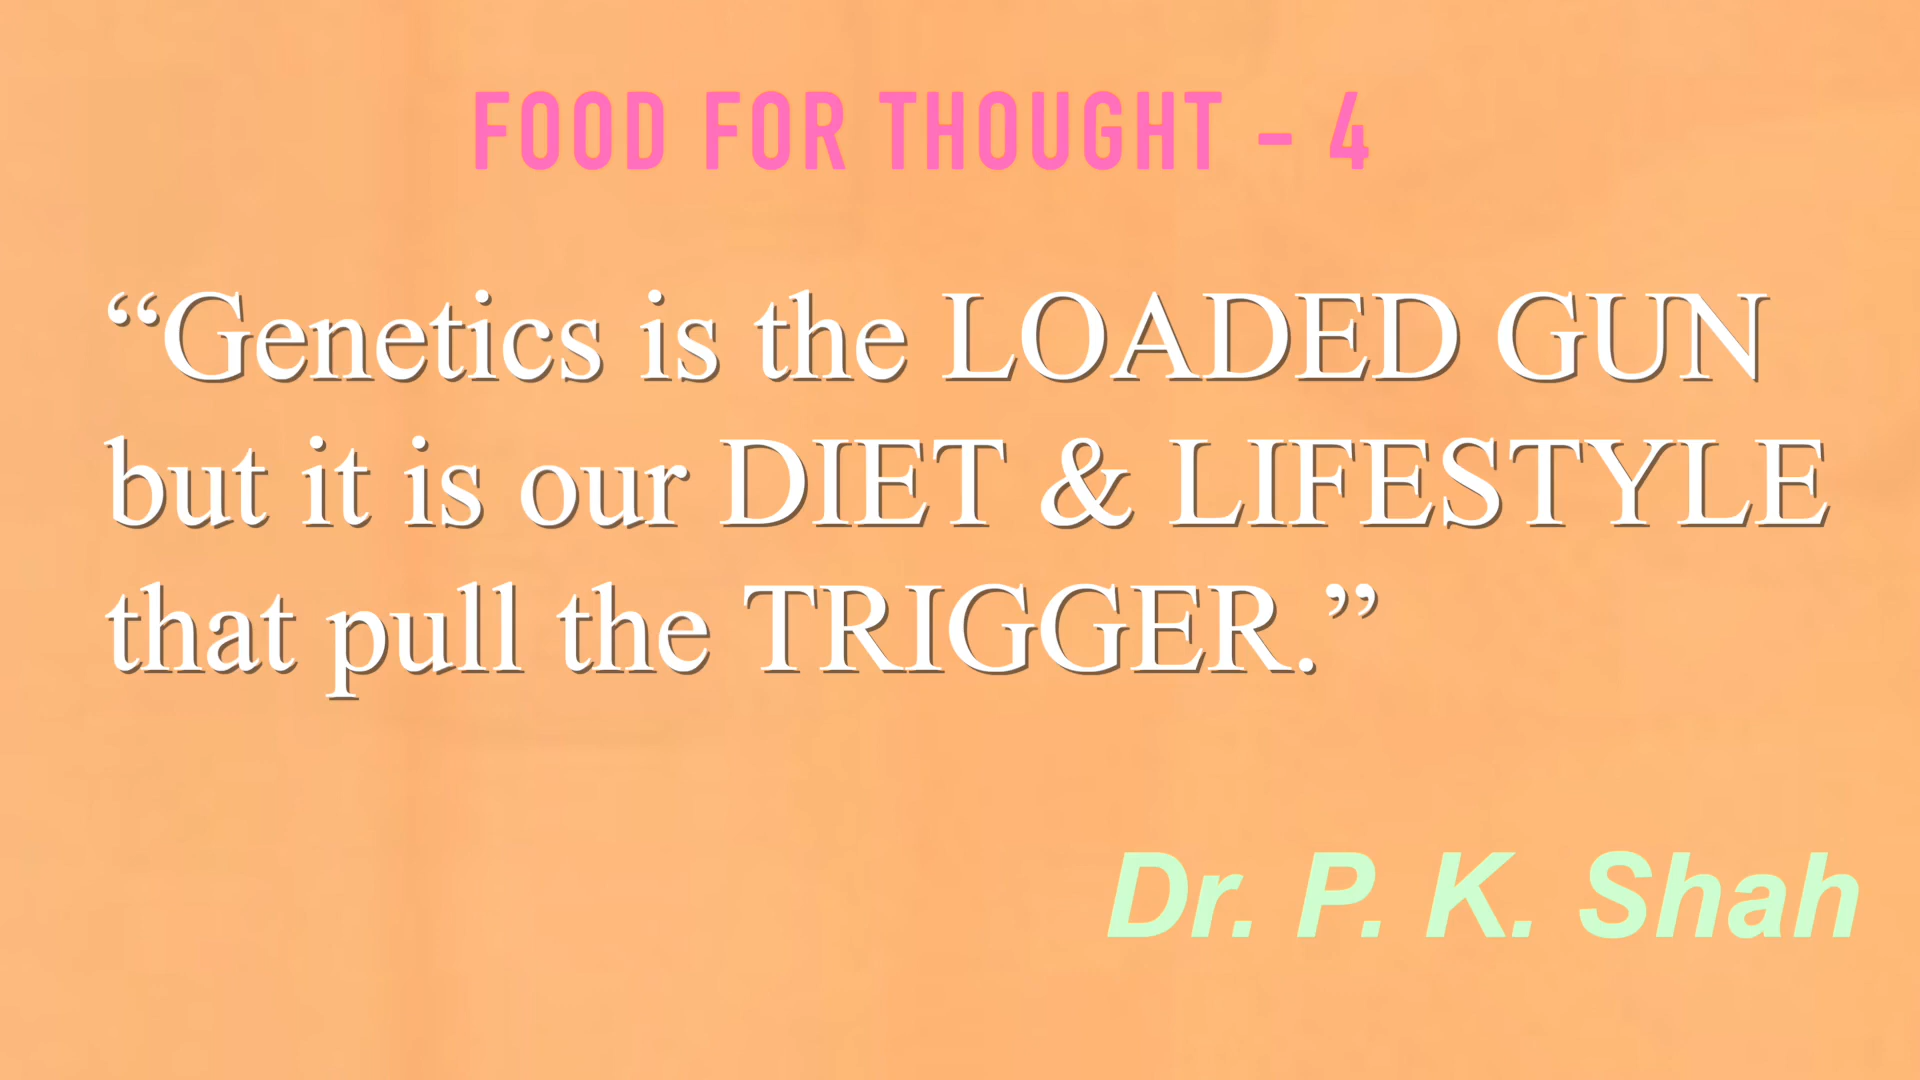 FOOD FOR THOUGHT - 4
“Genetics is the LOADED GUN
but it is our DIET & LIFESTYLE
that pull the TRIGGER.”
Dr. P. K. Shah